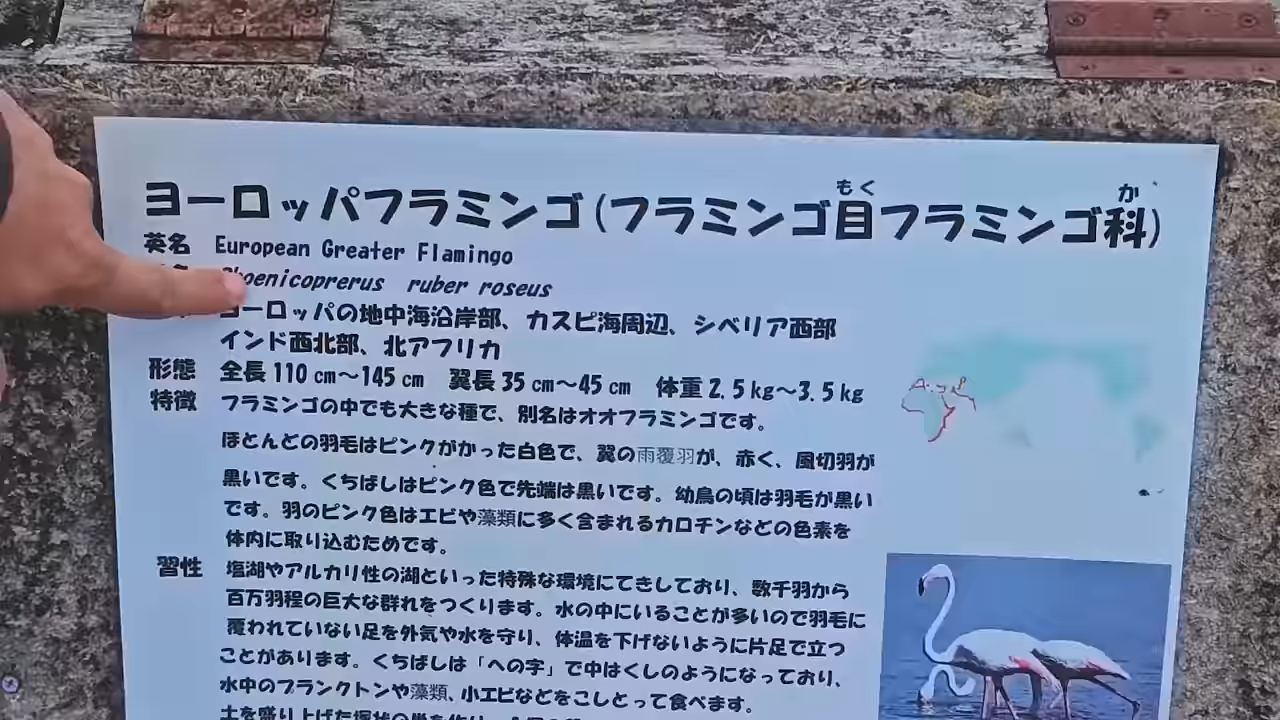 ヨーロッパフラミンゴ(フラミンゴ目フラミンゴ科)
もく か
英名 European Greater Flamingo
hoenicoprerus ruber roseus
ヨーロッパの地中海沿岸部、カスピ海周辺、シベリア西部
インド西北部、北アフリカ
形態 全長110cm～145cm 翼長35cm～45cm 体重2.5kg～3.5kg
特徴 フラミンゴの中でも大きな種で、別名はオオフラミンゴです。
ほとんどの羽毛はピンクがかった白色で、翼の雨覆羽が、赤く、風切羽が
黒いです。くちばしはピンク色で先端は黒いです。幼鳥の頃は羽毛が黒い
です。羽のピンク色はエビや藻類に多く含まれるカロチンなどの色素を
体内に取り込むためです。
習性 塩湖やアルカリ性の湖といった特殊な環境にてきしており、数千羽から
百万羽程の巨大な群れをつくります。水の中にいることが多いので羽毛に
覆われていない足を外気や水を守り、体温を下げないように片足で立つ
ことがあります。くちばしは「への字」で中はくしのようになっており、
水中のプランクトンや藻類、小エビなどをこしとって食べます。
土を盛り上げた